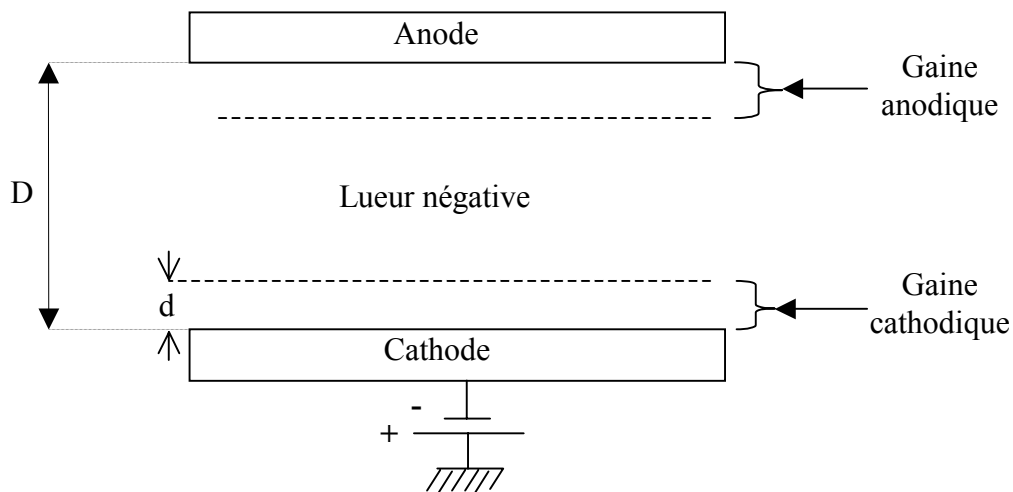 Anode
Gaine
anodique
D
Lueur négative
d
Gaine
cathodique
Cathode
-
+